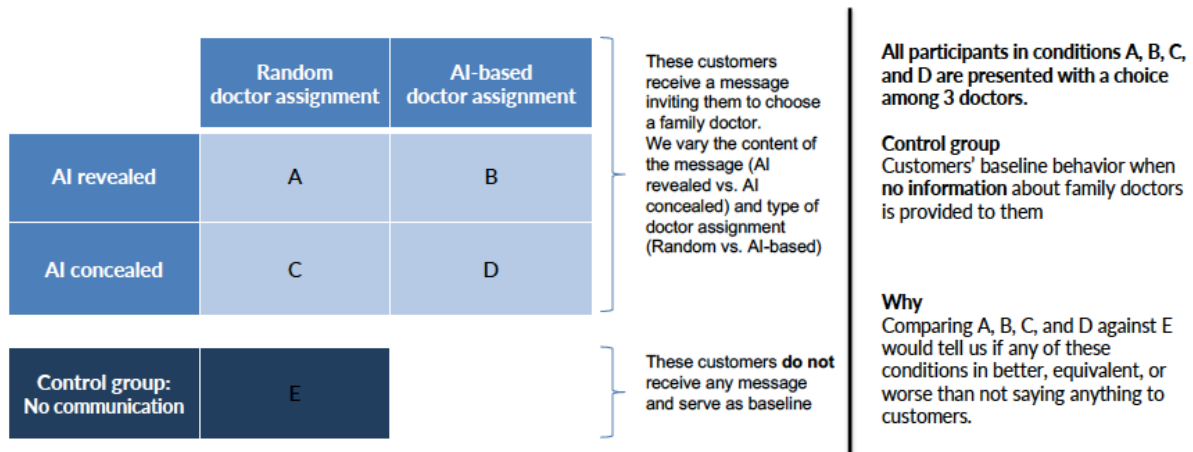 Random
doctor assignment
AI-based
doctor assignment
AI revealed
A
B
AI concealed
C
D
Control group:
No communication
E
These customers
receive a message
inviting them to choose
a family doctor.
We vary the content of
the message (AI
revealed vs. AI
concealed) and type of
doctor assignment
(Random vs. AI-based)
These customers do not
receive any message
and serve as baseline
All participants in conditions A, B, C,
and D are presented with a choice
among 3 doctors.
Control group
Customers' baseline behavior when
no information about family doctors
is provided to them
Why
Comparing A, B, C, and D against E
would tell us if any of these
conditions in better, equivalent, or
worse than not saying anything to
customers.